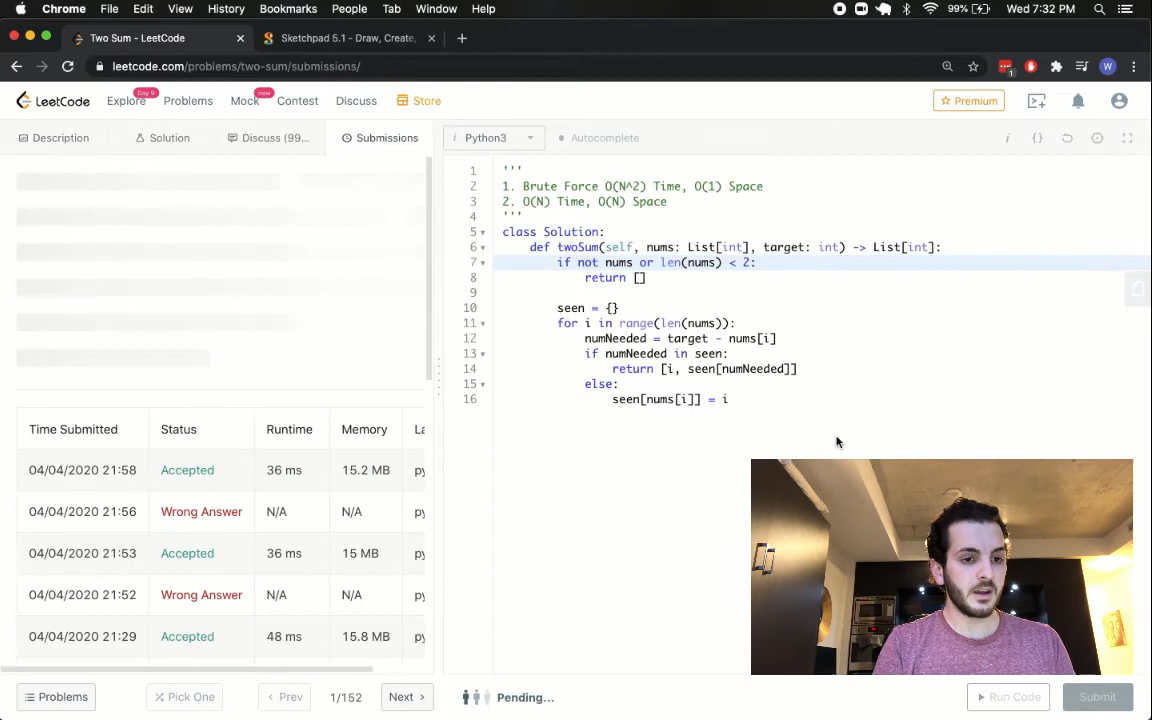 Chrome File Edit View History Bookmarks People Tab Window Help 99% Wed 7:32 PM
Two Sum - LeetCode Sketchpad 5.1 - Draw, Create,
leetcode.com/problems/two-sum/submissions/ 1 W
LeetCode Explore Day 9 Problems Mock new Contest Discuss Store Premium
Description Solution Discuss (99... Submissions i Python3 Autocomplete i {}
1 '''
2 1. Brute Force O(N^2) Time, O(1) Space
3 2. O(N) Time, O(N) Space
4 '''
5 class Solution:
6 def twoSum(self, nums: List[int], target: int) -> List[int]:
7 if not nums or len(nums) < 2:
8 return []
9
10 seen = {}
11 for i in range(len(nums)):
12 numNeeded = target - nums[i]
13 if numNeeded in seen:
14 return [i, seen[numNeeded]]
15 else:
16 seen[nums[i]] = i
Time Submitted Status Runtime Memory La
04/04/2020 21:58 Accepted 36 ms 15.2 MB py
04/04/2020 21:56 Wrong Answer N/A N/A py
04/04/2020 21:53 Accepted 36 ms 15 MB py
04/04/2020 21:52 Wrong Answer N/A N/A py
04/04/2020 21:29 Accepted 48 ms 15.8 MB py
Problems Pick One Prev 1/152 Next Pending... Run Code Submit